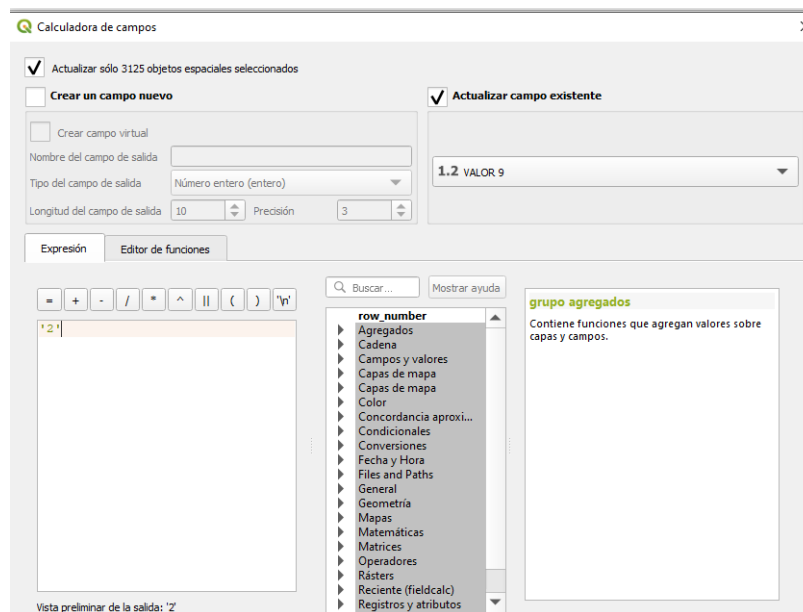 Calculadora de campos
Actualizar sólo 3125 objetos espaciales seleccionados
Crear un campo nuevo
Actualizar campo existente
Crear campo virtual
Nombre del campo de salida
Tipo del campo de salida Número entero (entero)
Longitud del campo de salida 10 Precisión 3
1.2 VALOR 9
Expresión Editor de funciones
= + - / * ^ || ( ) '\n'
'2'
Vista preliminar de la salida: '2'
Buscar... Mostrar ayuda
row_number
Agregados
Cadena
Campos y valores
Capas de mapa
Capas de mapa
Color
Concordancia aproxi...
Condicionales
Conversiones
Fecha y Hora
Files and Paths
General
Geometría
Mapas
Matemáticas
Matrices
Operadores
Rásters
Reciente (fieldcalc)
Registros y atributos
grupo agregados
Contiene funciones que agregan valores sobre
capas y campos.